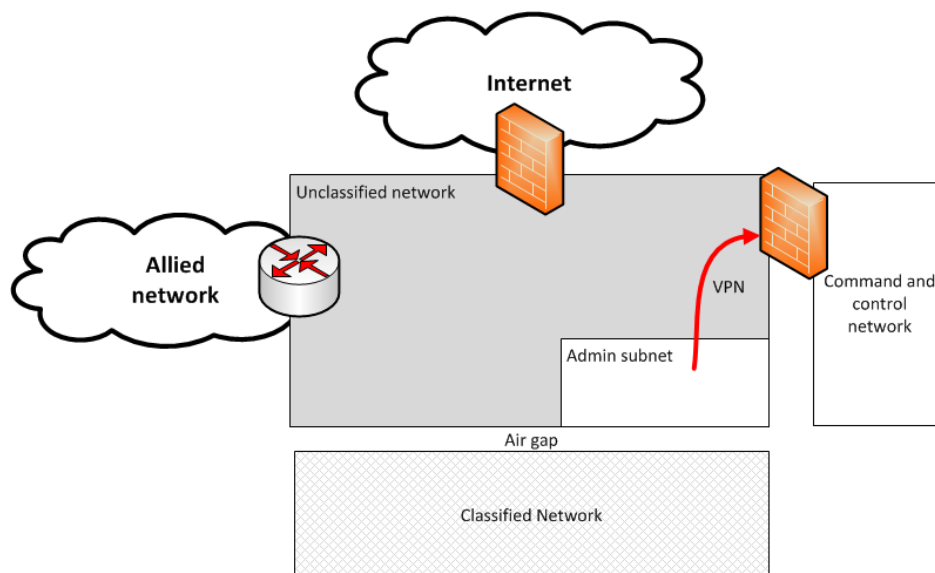 Internet
Unclassified network
Allied
network
VPN
Command and
control
network
Admin subnet
Air gap
Classified Network